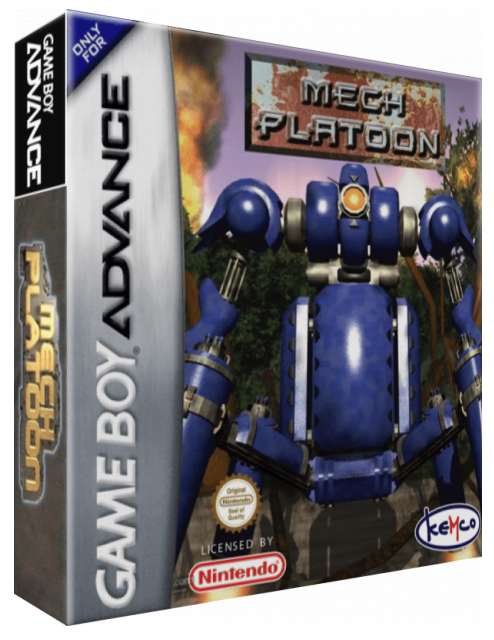 GAME BOY
ADVANCE
MECH
PLATOON
ONLY
FOR
GAME BOY ADVANCE
MECH
PLATOON
Original
Nintendo
Seal of
Quality
LICENSED BY
Nintendo
KEMCO